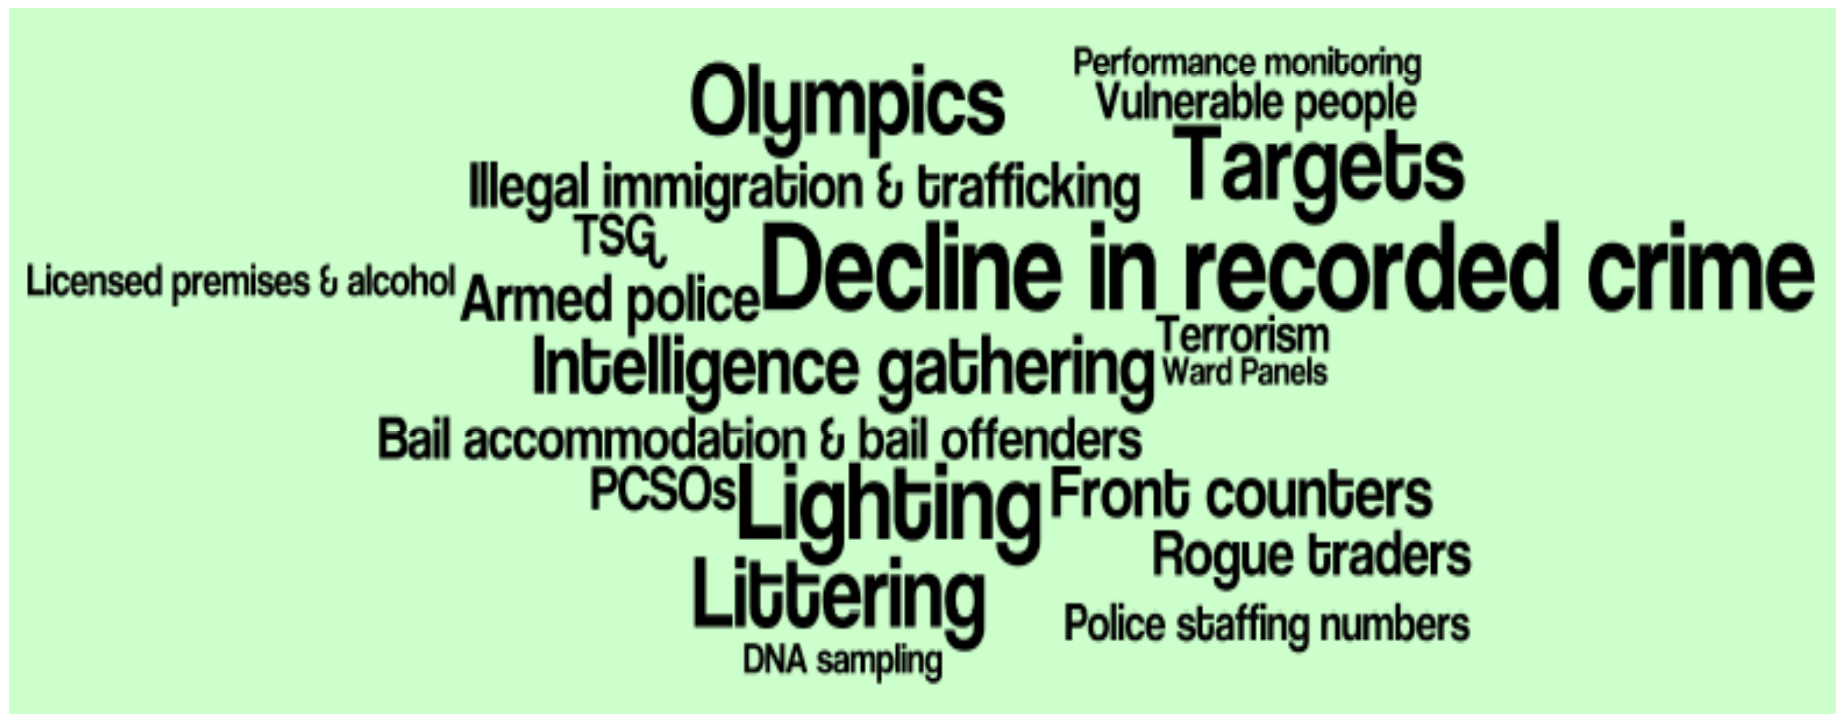 Performance monitoring
Olympics
Vulnerable people
Targets
Illegal immigration & trafficking
TSG
Decline in recorded crime
Licensed premises & alcohol
Armed police
Terrorism
Intelligence gathering
Ward Panels
Bail accommodation & bail offenders
PCSOs
Lighting
Front counters
Rogue traders
Littering
Police staffing numbers
DNA sampling